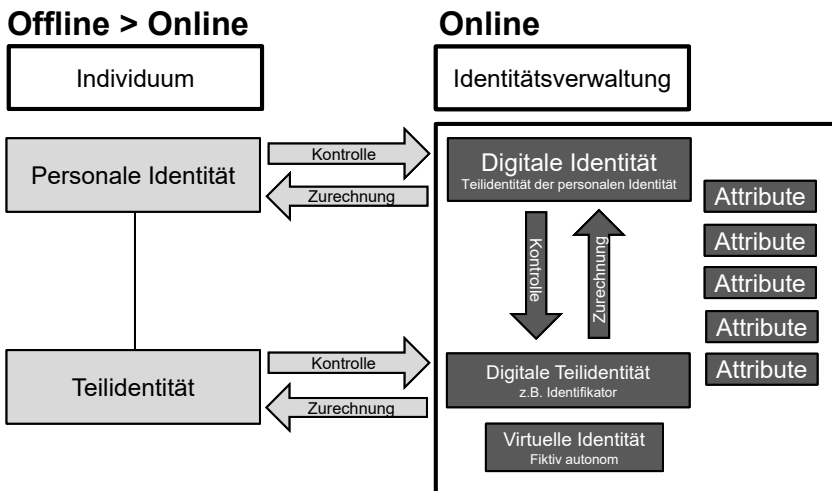 Offline > Online
Online
Individuum
Identitätsverwaltung
Personale Identität
Kontrolle
Zurechnung
Digitale Identität
Teilidentität der personalen Identität
Attribute
Attribute
Attribute
Attribute
Attribute
Kontrolle
Zurechnung
Teilidentität
Kontrolle
Zurechnung
Digitale Teilidentität
z.B. Identifikator
Virtuelle Identität
Fiktiv autonom